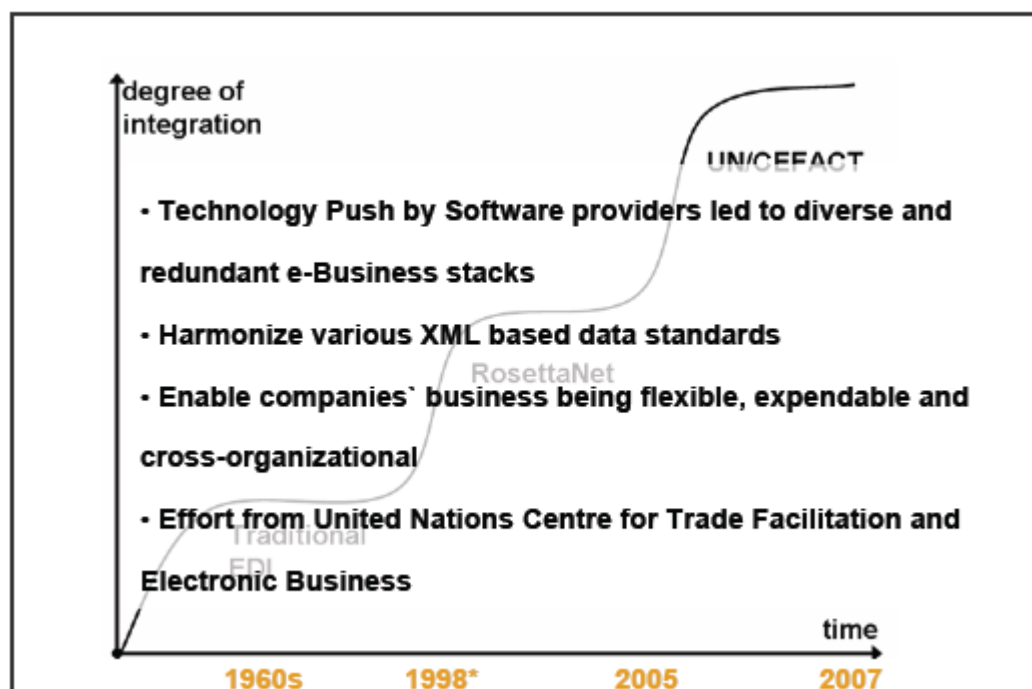 degree of
integration
UN/CEFACT
• Technology Push by Software providers led to diverse and
redundant e-Business stacks
• Harmonize various XML based data standards
RosettaNet
• Enable companies` business being flexible, expendable and
cross-organizational
• Effort from United Nations Centre for Trade Facilitation and
Traditional
EDI
Electronic Business
time
1960s 1998* 2005 2007